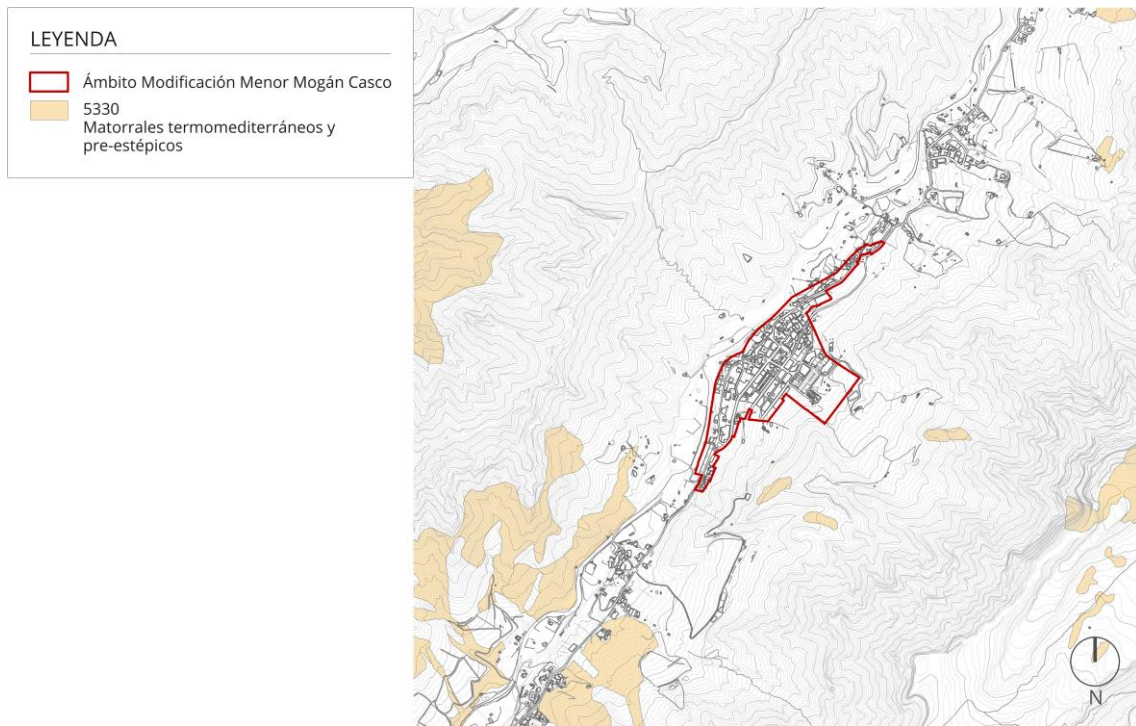 LEYENDA
Ámbito Modificación Menor Mogán Casco
5330
Matorrales termomediterráneos y
pre-estépicos
N